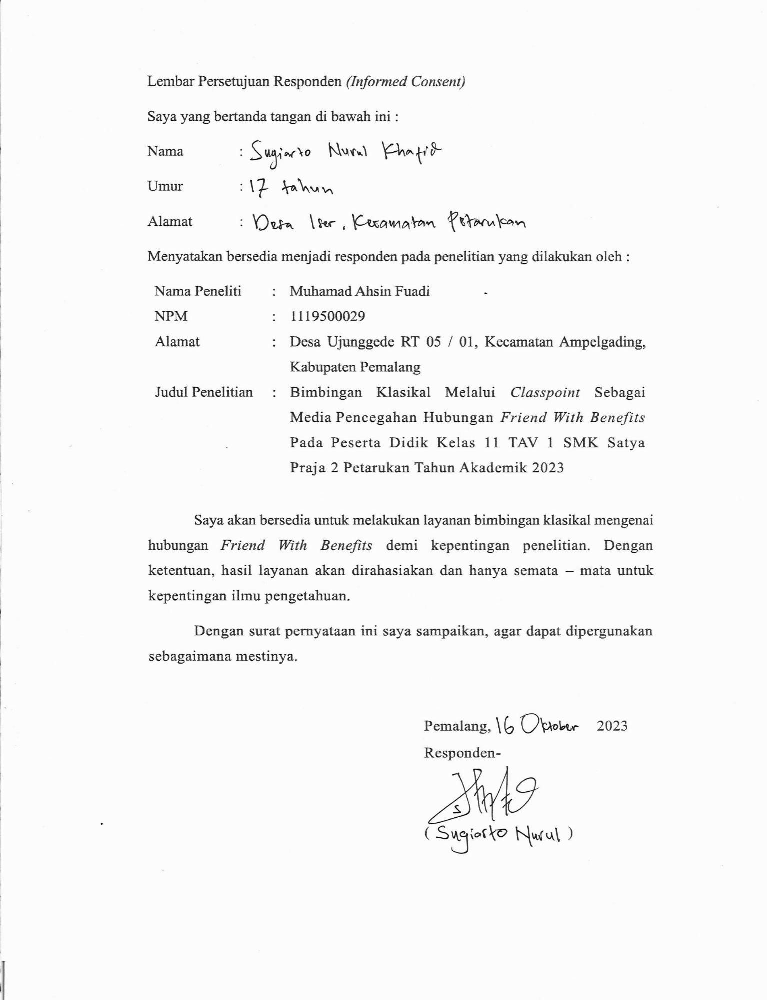 Lembar Persetujuan Responden (Informed Consent)
Saya yang bertanda tangan di bawah ini :
Nama : Sugiarto Nurul Khafid
Umur : 17 tahun
Alamat : Desa Iser, Kecamatan Petarukan
Menyatakan bersedia menjadi responden pada penelitian yang dilakukan oleh :
Nama Peneliti : Muhamad Ahsin Fuadi
NPM : 1119500029
Alamat : Desa Ujunggede RT 05 / 01, Kecamatan Ampelgading,
Kabupaten Pemalang
Judul Penelitian : Bimbingan Klasikal Melalui Classpoint Sebagai
Media Pencegahan Hubungan Friend With Benefits
Pada Peserta Didik Kelas 11 TAV 1 SMK Satya
Praja 2 Petarukan Tahun Akademik 2023
Saya akan bersedia untuk melakukan layanan bimbingan klasikal mengenai
hubungan Friend With Benefits demi kepentingan penelitian. Dengan
ketentuan, hasil layanan akan dirahasiakan dan hanya semata – mata untuk
kepentingan ilmu pengetahuan.
Dengan surat pernyataan ini saya sampaikan, agar dapat dipergunakan
sebagaimana mestinya.
Pemalang, 16 Oktober 2023
Responden-
(Sugiarto Nurul)